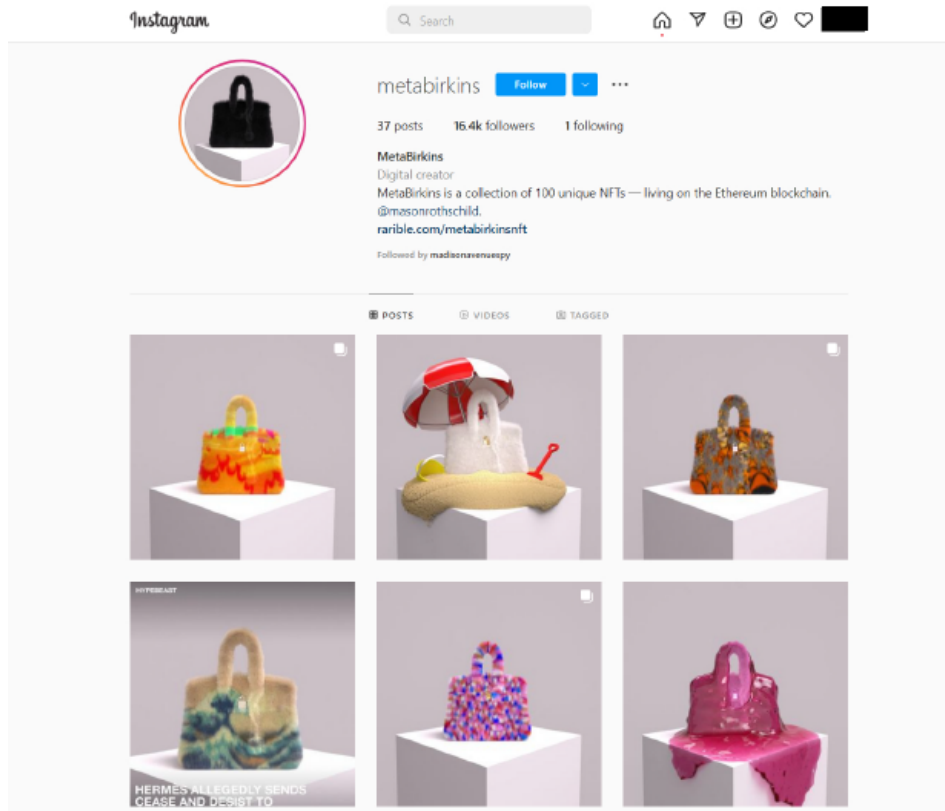 Instagram
Search
metabirkins Follow
37 posts 16.4k followers 1 following
MetaBirkins
Digital creator
MetaBirkins is a collection of 100 unique NFTs — living on the Ethereum blockchain.
@masonrothschild.
rarible.com/metabirkinsnft
Followed by madisonavenuespy
POSTS VIDEOS TAGGED
HYPEBEAST
HERMES ALLEGEDLY SENDS
CEASE AND DESIST TO